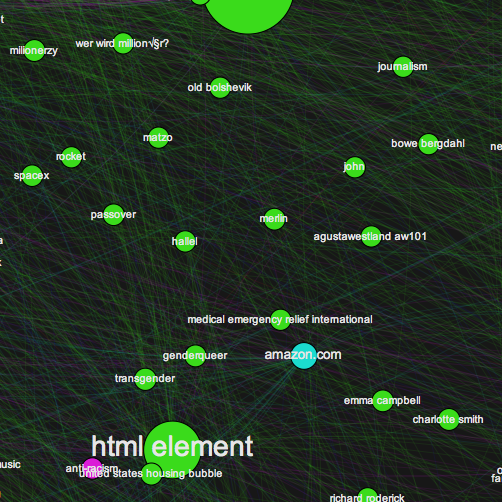 t
milionerzy
wer wird million√§r?
journalism
old bolshevik
matzo
bowe bergdahl
ne
rocket
john
spacex
passover
merlin
hallel
agustawestland aw101
a
medical emergency relief international
genderqueer
amazon.com
transgender
emma campbell
charlotte smith
html element
usic
anti-racism
united states housing bubble
fa
richard roderick